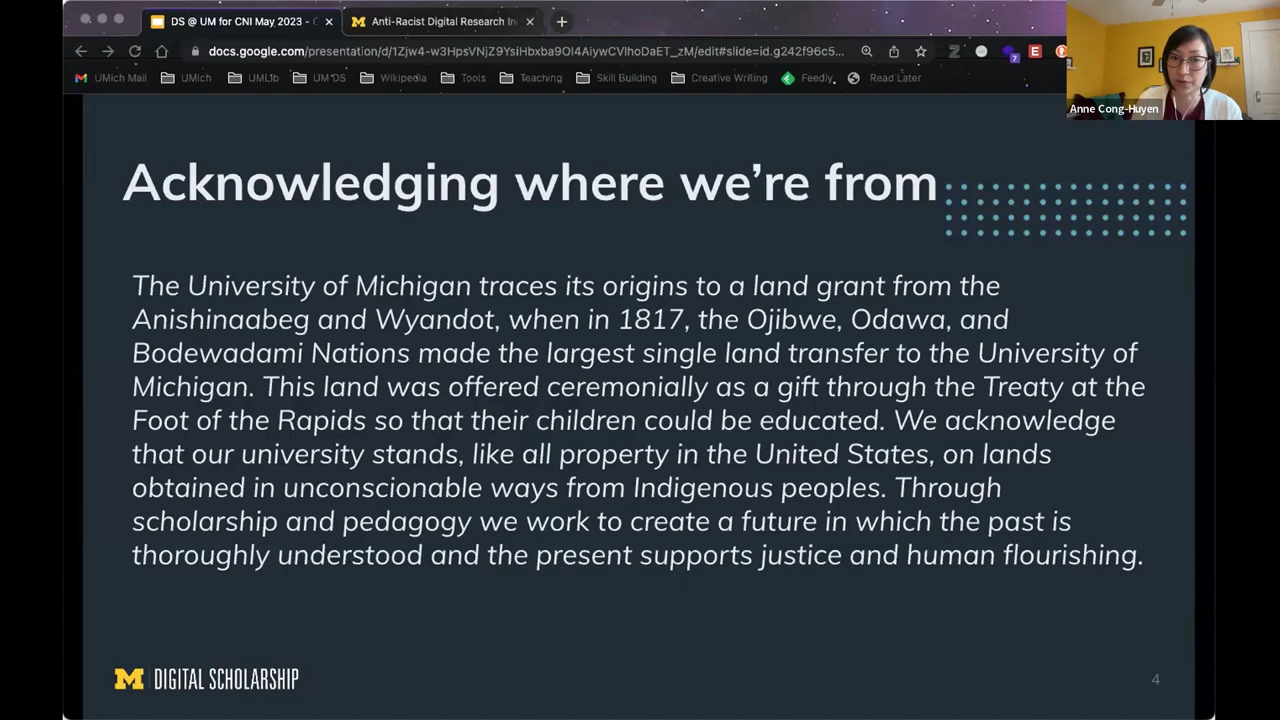 DS @ UM for CNI May 2023 -
Anti-Racist Digital Research In
docs.google.com/presentation/d/1Zjw4-w3HpsVNjZ9YsiHbxba9OI4AiywCVlhoDaET_zM/edit#slide=id.g242f96c5...
7
E
UMich Mail
UMich
UMLib
UM DS
Wikipedia
Tools
Teaching
Skill Building
Creative Writing
Feedly
Read Later
Anne Cong-Huyen
Acknowledging where we're from
The University of Michigan traces its origins to a land grant from the
Anishinaabeg and Wyandot, when in 1817, the Ojibwe, Odawa, and
Bodewadami Nations made the largest single land transfer to the University of
Michigan. This land was offered ceremonially as a gift through the Treaty at the
Foot of the Rapids so that their children could be educated. We acknowledge
that our university stands, like all property in the United States, on lands
obtained in unconscionable ways from Indigenous peoples. Through
scholarship and pedagogy we work to create a future in which the past is
thoroughly understood and the present supports justice and human flourishing.
M DIGITAL SCHOLARSHIP
4